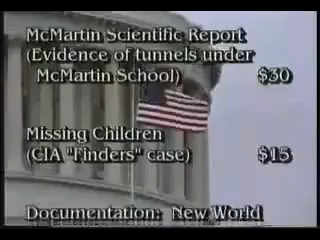 McMartin Scientific Report
(Evidence of tunnels under
McMartin School) $30
Missing Children
(CIA "Finders" case) $15
Documentation: New World